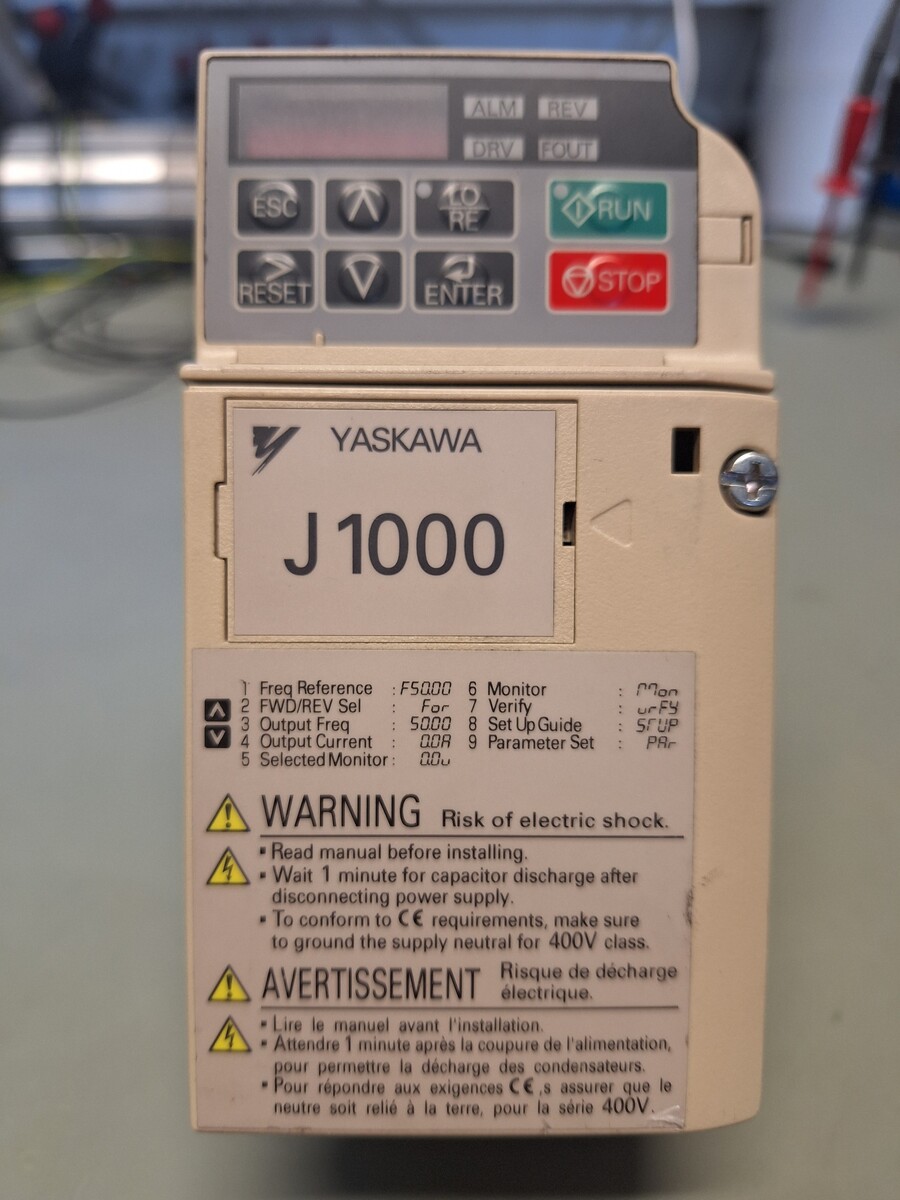 ALM REV
DRV FOUT
ESC LO RE RUN
RESET ENTER STOP
YASKAWA
J1000
1 Freq Reference : F50.00 6 Monitor : Mon
2 FWD/REV Sel : For 7 Verify : vrFY
3 Output Freq : 50.00 8 Set Up Guide : STUP
4 Output Current : 0.0A 9 Parameter Set : PAr
5 Selected Monitor : 0.0v
WARNING Risk of electric shock.
▪ Read manual before installing.
▪ Wait 1 minute for capacitor discharge after
disconnecting power supply.
▪ To conform to CE requirements, make sure
to ground the supply neutral for 400V class.
AVERTISSEMENT Risque de décharge
électrique.
▪ Lire le manuel avant l'installation.
▪ Attendre 1 minute après la coupure de l'alimentation,
pour permettre la décharge des condensateurs.
▪ Pour répondre aux exigences CE ,s assurer que le
neutre soit relié à la terre, pour la série 400V.